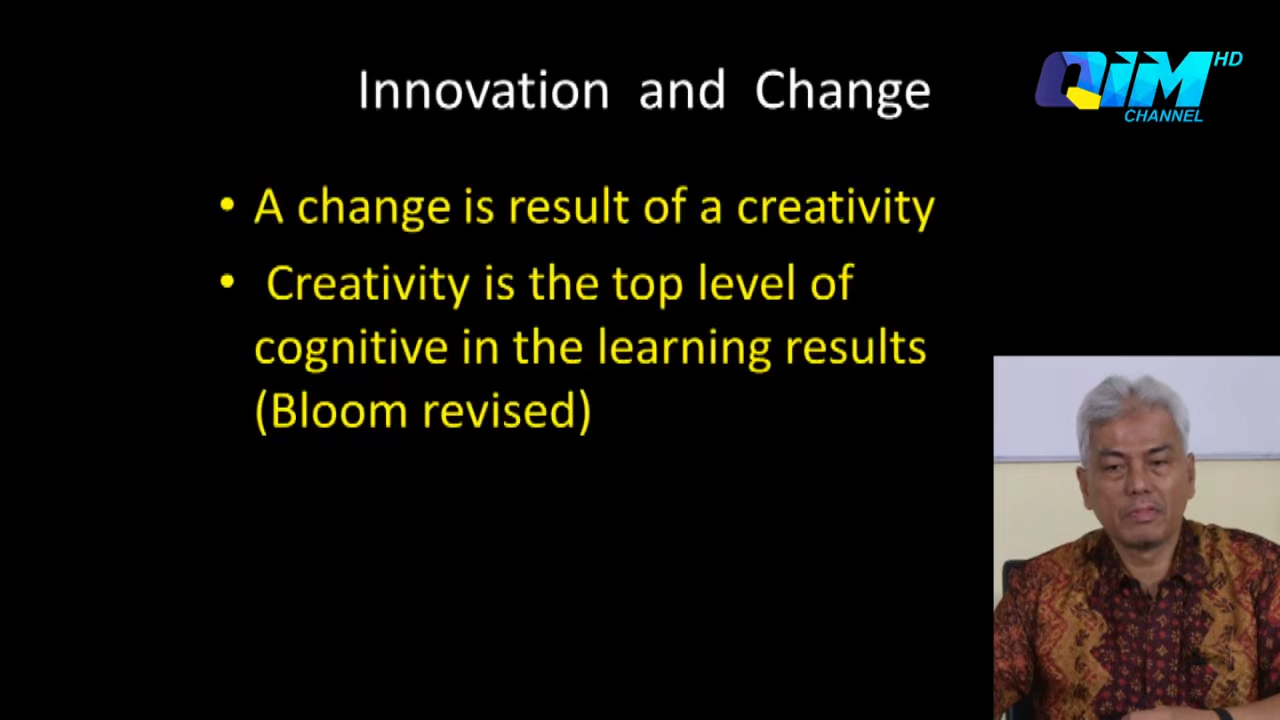 Innovation and Change
QIM HD
CHANNEL
• A change is result of a creativity
• Creativity is the top level of
cognitive in the learning results
(Bloom revised)